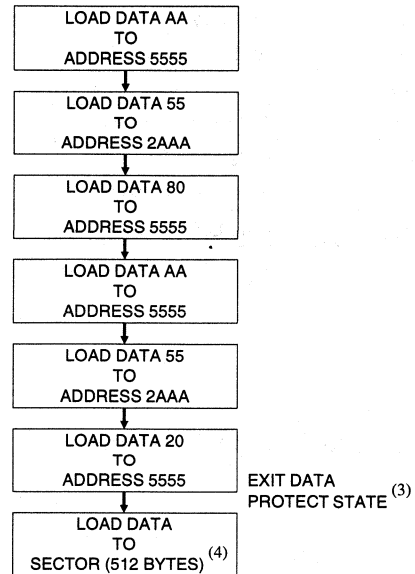 LOAD DATA AA
TO
ADDRESS 5555
LOAD DATA 55
TO
ADDRESS 2AAA
LOAD DATA 80
TO
ADDRESS 5555
LOAD DATA AA
TO
ADDRESS 5555
LOAD DATA 55
TO
ADDRESS 2AAA
LOAD DATA 20
TO
ADDRESS 5555
EXIT DATA
PROTECT STATE (3)
LOAD DATA
TO
SECTOR (512 BYTES) (4)